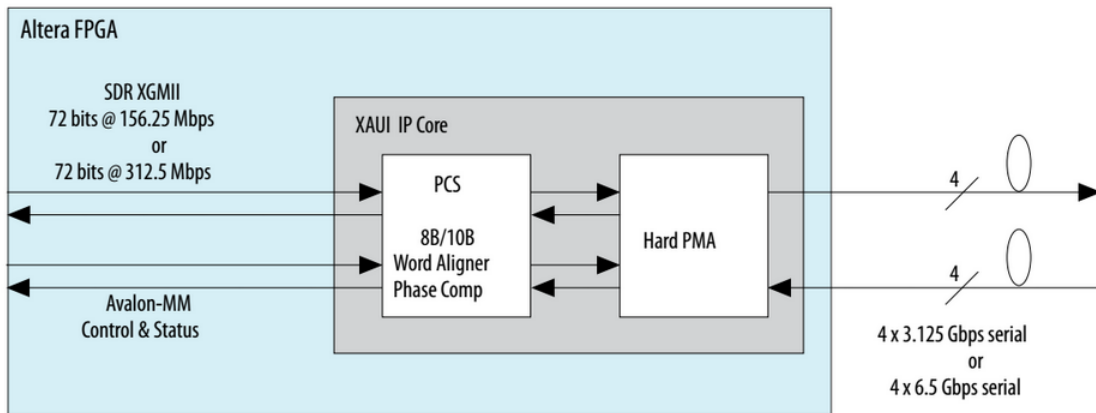 Altera FPGA
SDR XGMII
72 bits @ 156.25 Mbps
or
72 bits @ 312.5 Mbps
XAUI IP Core
PCS
8B/10B
Word Aligner
Phase Comp
Hard PMA
4
4
Avalon-MM
Control & Status
4 x 3.125 Gbps serial
or
4 x 6.5 Gbps serial